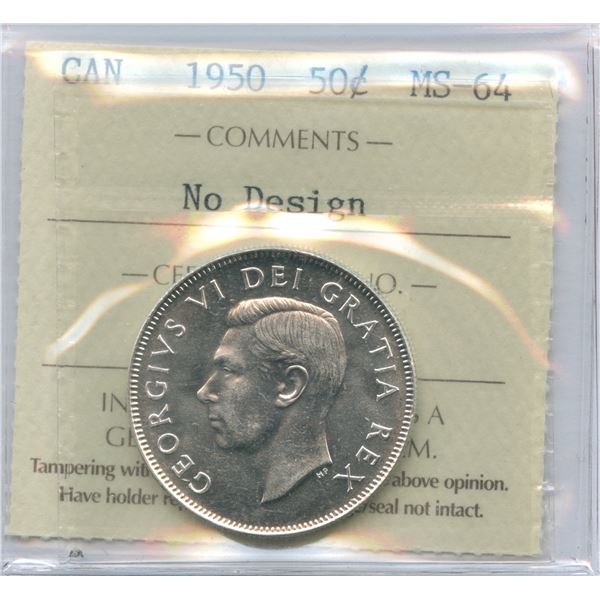 CAN 1950 50¢ MS-64
— COMMENTS —
No Design
GEORGIVS VI DEI GRATIA REX
HP
Tampering
above opinion.
Have holder
seal not intact.